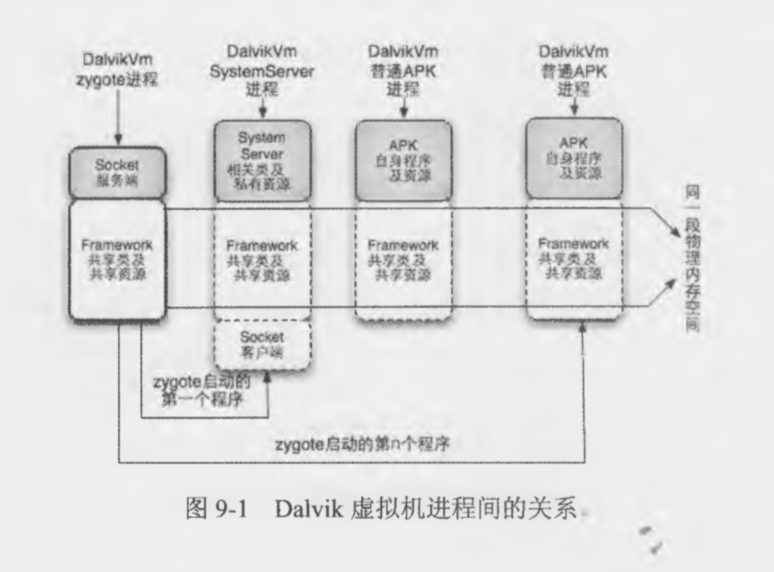 DalvikVm
zygote进程
DalvikVm
SystemServer
进程
DalvikVm
普通APK
进程
DalvikVm
普通APK
进程
Socket
服务端
System
Server
相关类及
私有资源
APK
自身程序
及资源
APK
自身程序
及资源
Framework
共享类及
共享资源
Framework
共享类及
共享资源
Framework
共享类及
共享资源
Framework
共享类及
共享资源
同一段物理内存空间
Socket
客户端
zygote启动的
第一个程序
zygote启动的第n个程序
图 9-1 Dalvik 虚拟机进程间的关系